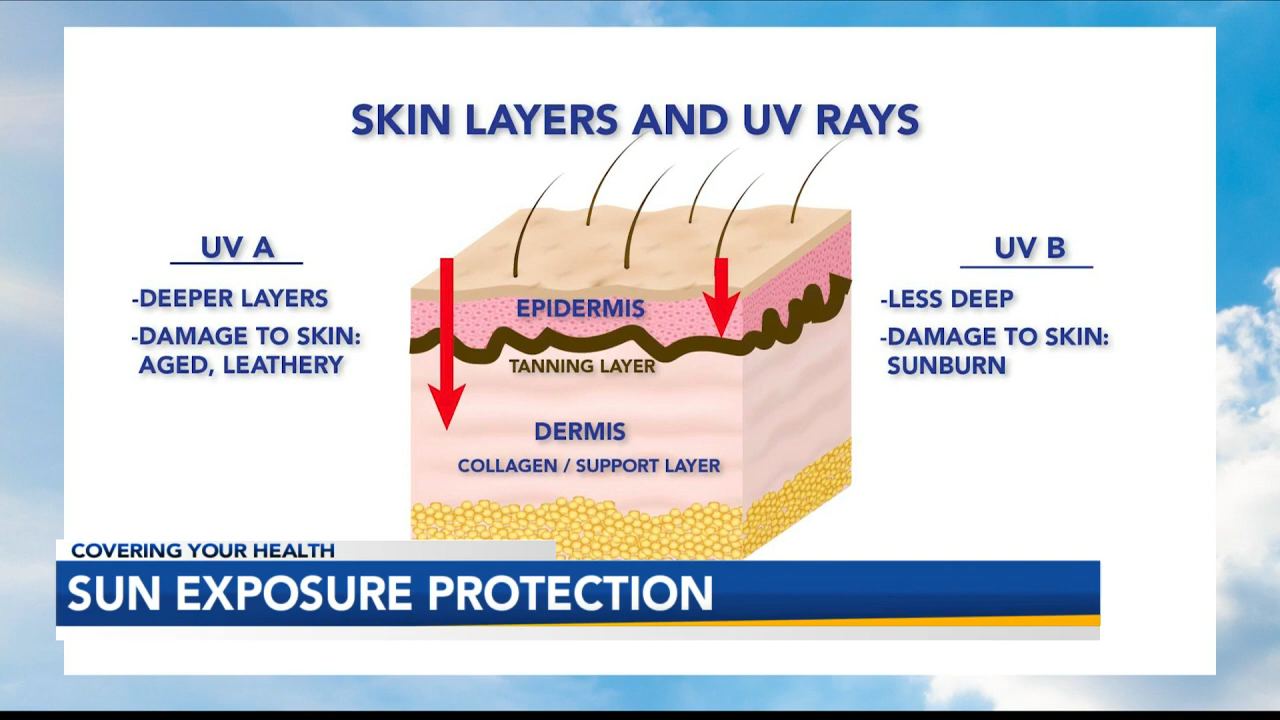 SKIN LAYERS AND UV RAYS
UV A
-DEEPER LAYERS
-DAMAGE TO SKIN:
AGED, LEATHERY
EPIDERMIS
TANNING LAYER
DERMIS
COLLAGEN / SUPPORT LAYER
UV B
-LESS DEEP
-DAMAGE TO SKIN:
SUNBURN
COVERING YOUR HEALTH
SUN EXPOSURE PROTECTION